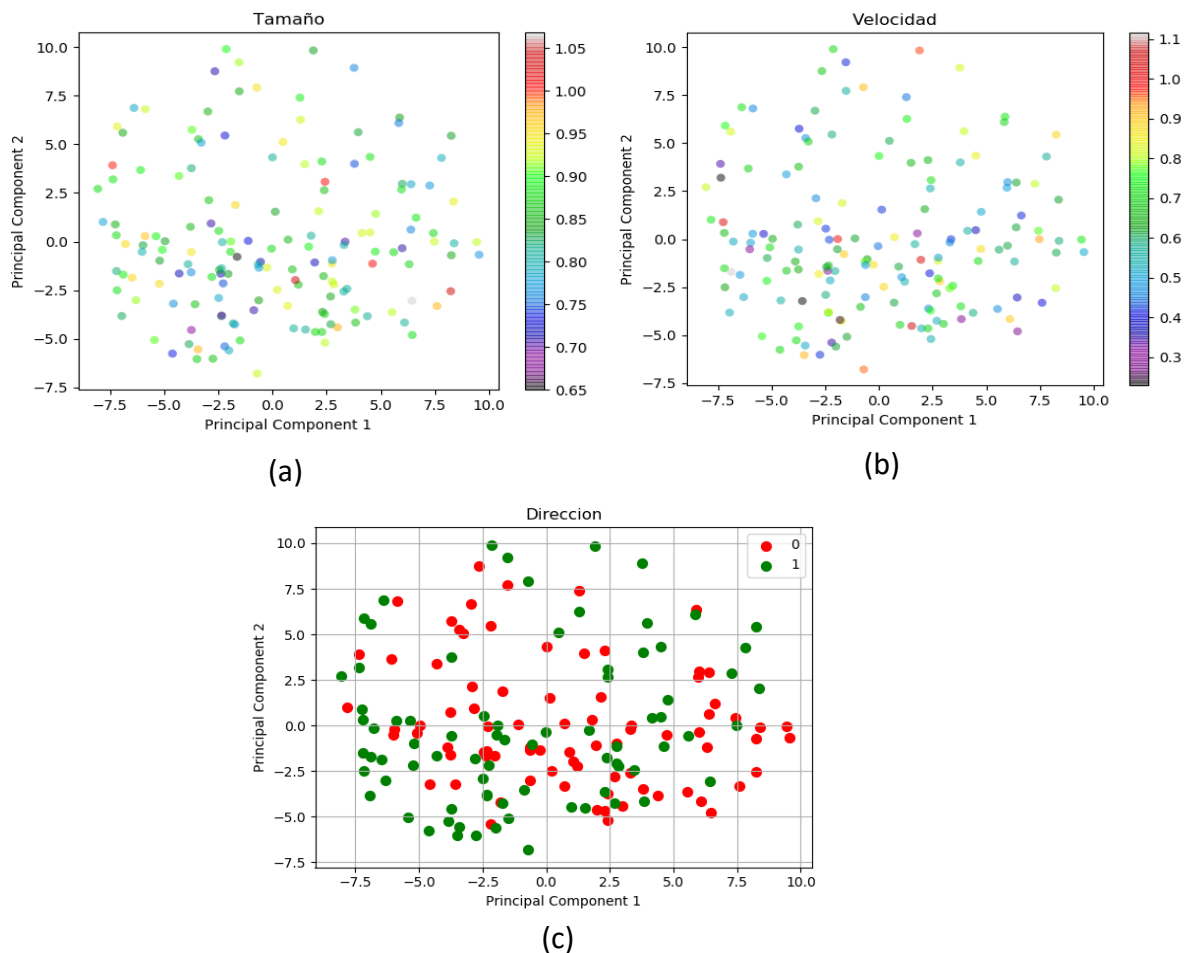 Tamaño
10.0
7.5
5.0
2.5
0.0
−2.5
−5.0
−7.5
Principal Component 2
−7.5 −5.0 −2.5 0.0 2.5 5.0 7.5 10.0
Principal Component 1
1.05
1.00
0.95
0.90
0.85
0.80
0.75
0.70
0.65
(a)
Velocidad
10.0
7.5
5.0
2.5
0.0
−2.5
−5.0
−7.5
Principal Component 2
−7.5 −5.0 −2.5 0.0 2.5 5.0 7.5 10.0
Principal Component 1
1.1
1.0
0.9
0.8
0.7
0.6
0.5
0.4
0.3
(b)
Direccion
0
1
10.0
7.5
5.0
2.5
0.0
−2.5
−5.0
−7.5
Principal Component 2
−7.5 −5.0 −2.5 0.0 2.5 5.0 7.5 10.0
Principal Component 1
(c)